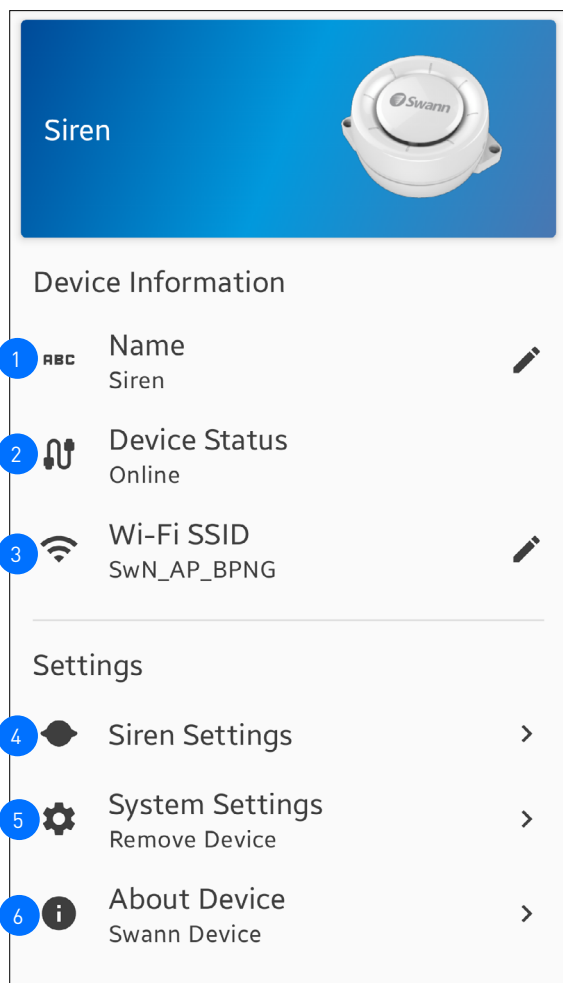 Siren
Swann
Device Information
1
ABC
Name
Siren
2
Device Status
Online
3
Wi-Fi SSID
SwN_AP_BPNG
Settings
4
Siren Settings
5
System Settings
Remove Device
6
i
About Device
Swann Device